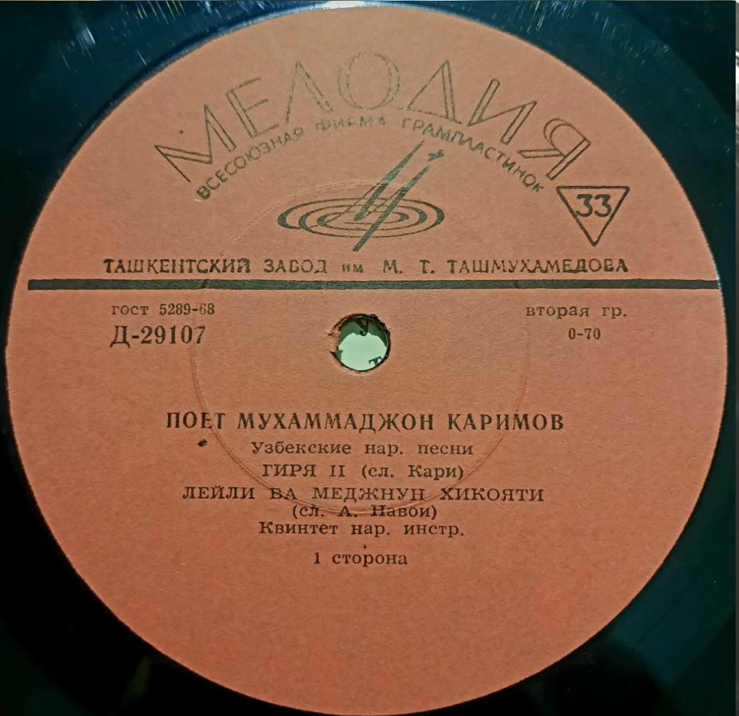 МЕЛОДИЯ
ВСЕСОЮЗНАЯ ФИРМА ГРАМПЛАСТИНОК
33
ТАШКЕНТСКИЙ ЗАВОД им М. Т. ТАШМУХАМЕДОВА
гост 5289-68
вторая гр.
Д-29107
0-70
ПОЕТ МУХАММАДЖОН КАРИМОВ
Узбекские нар. песни
ГИРЯ II (сл. Кари)
ЛЕЙЛИ ВА МЕДЖНУН ХИКОЯТИ
(сл. А. Навои)
Квинтет нар. инстр.
1 сторона